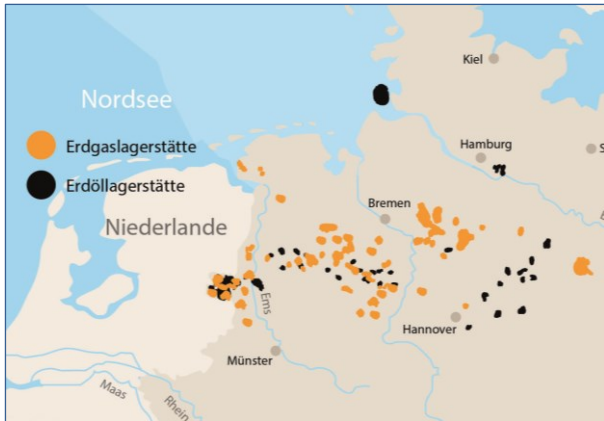 Kiel
Nordsee
Hamburg
Erdgaslagerstätte
S
Erdöllagerstätte
Bremen
Niederlande
Ems
Hannover
Münster
Maas
Rhein